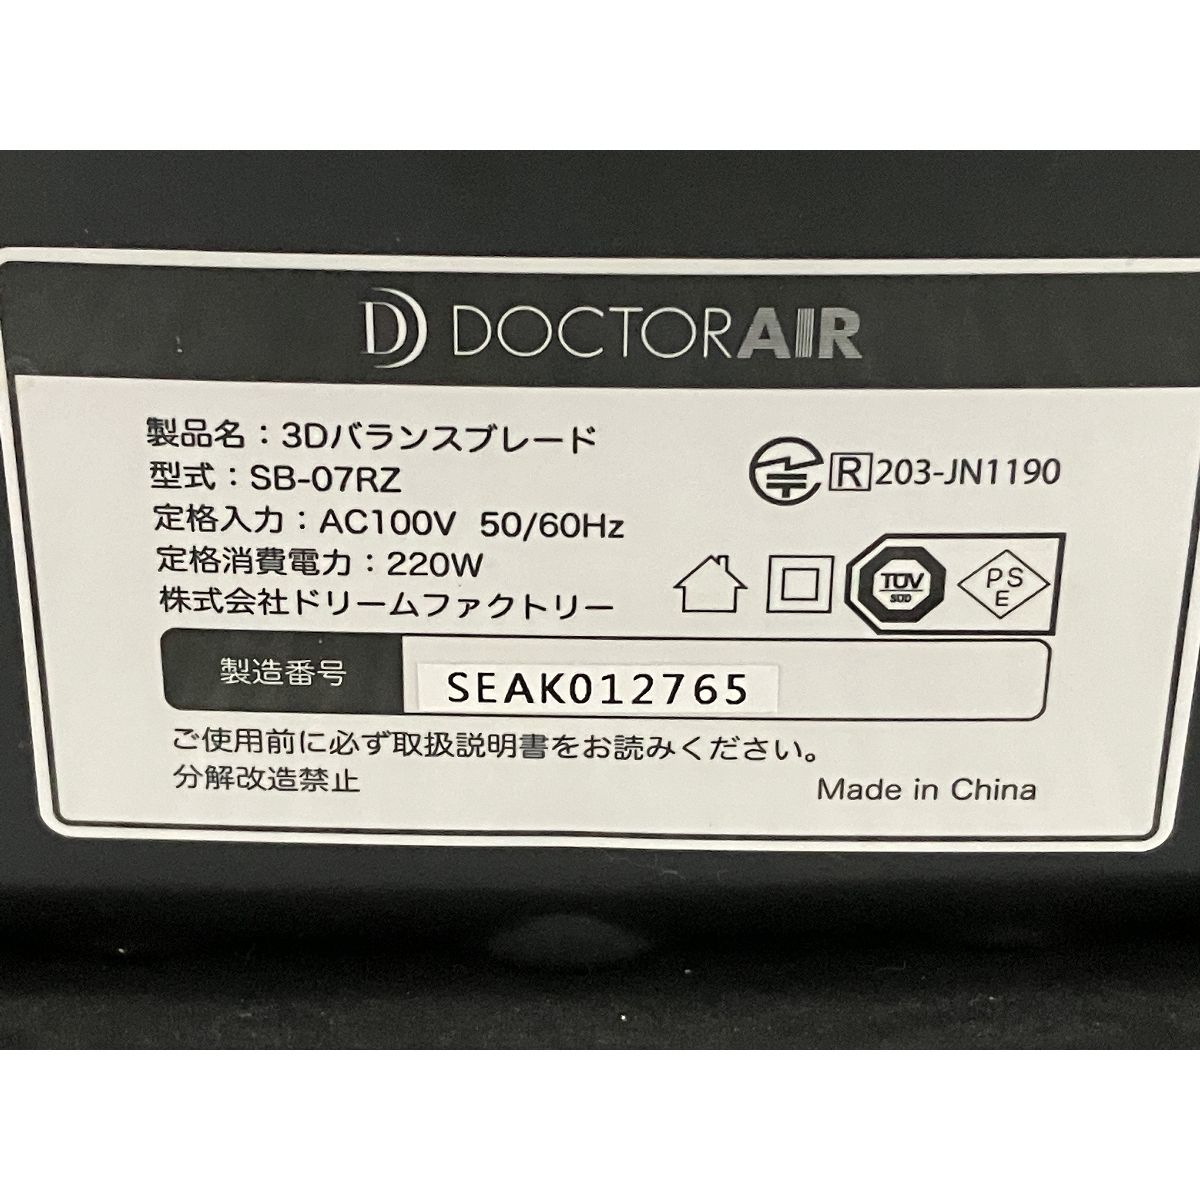 DOCTORAIR
製品名：3Dバランスブレード
型式：SB-07RZ
定格入力：AC100V 50/60Hz
定格消費電力：220W
株式会社ドリームファクトリー
R 203-JN1190
TÜV
SÜD
PS
E
製造番号
SEAK012765
ご使用前に必ず取扱説明書をお読みください。
分解改造禁止
Made in China